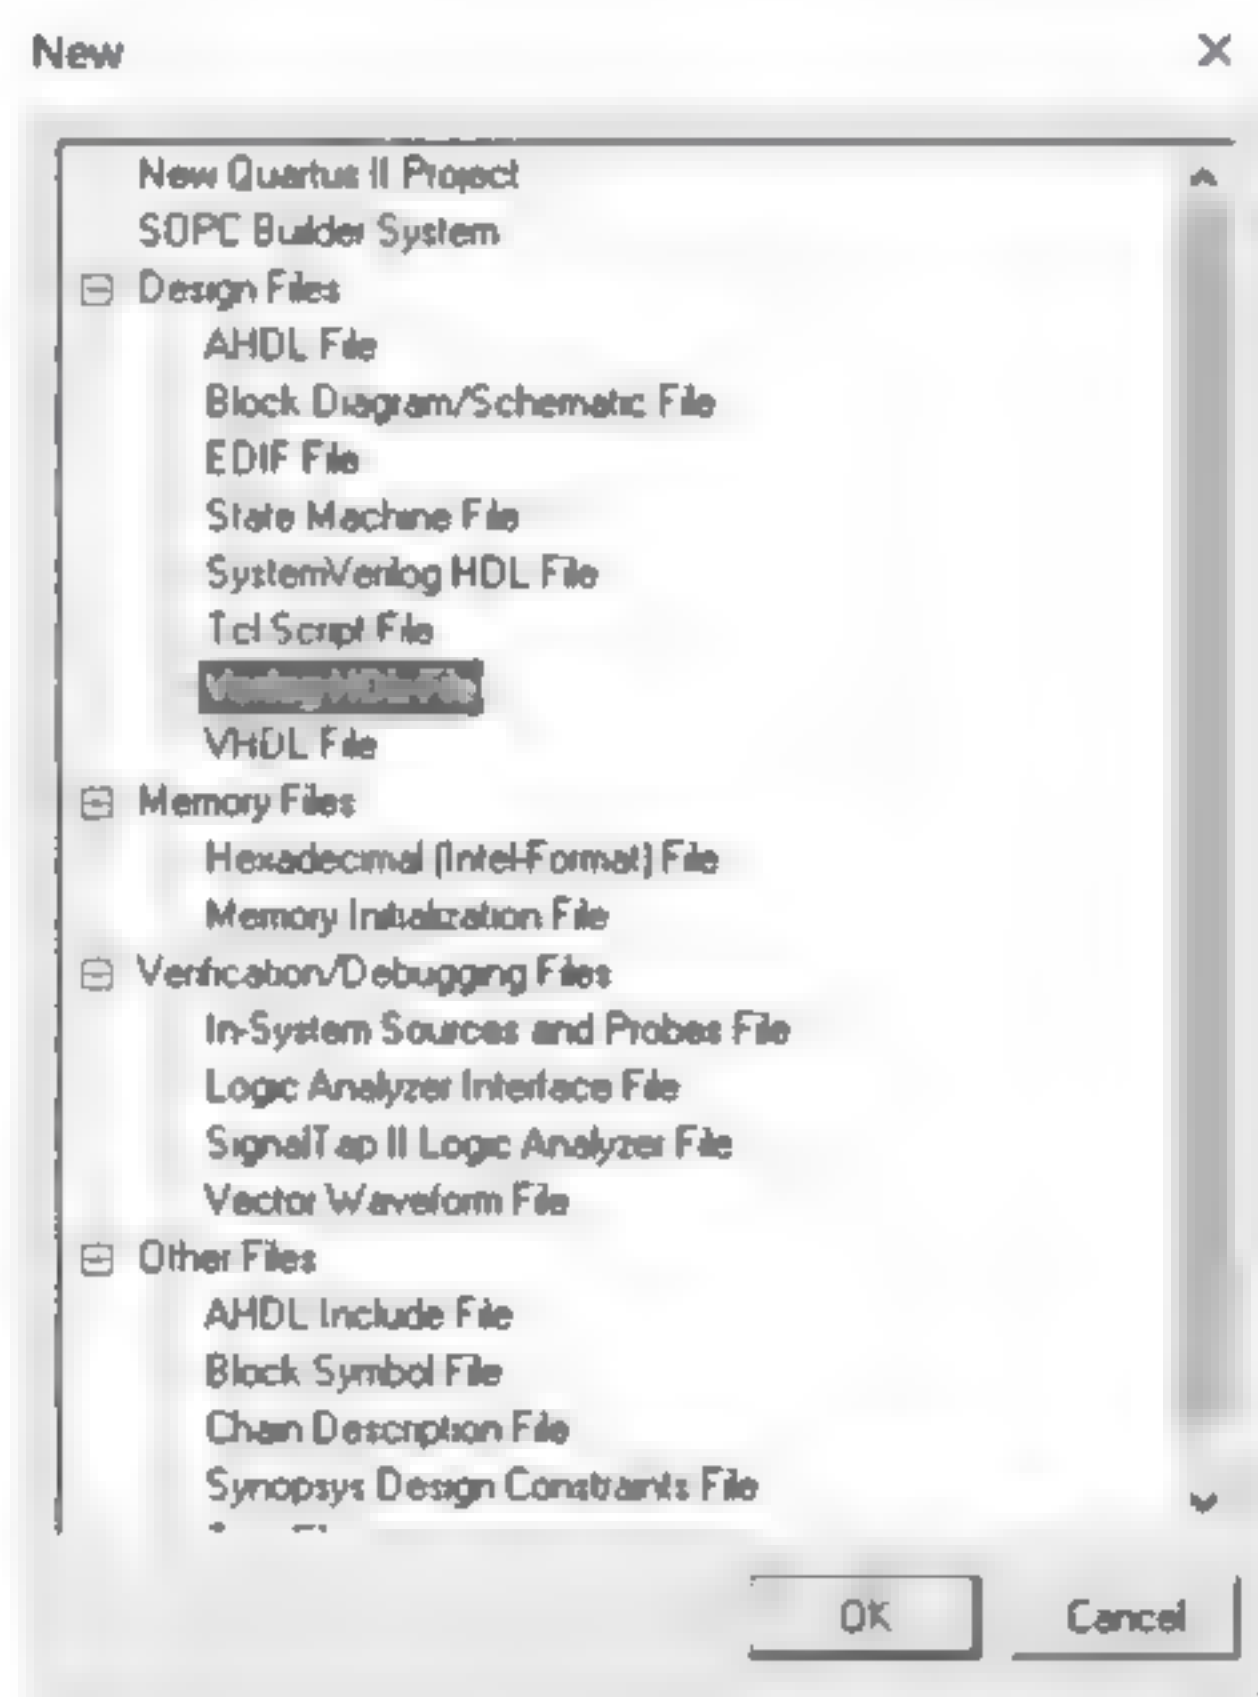 New
New Quartus II Project
SOPC Builder System
Design Files
AHDL File
Block Diagram/Schematic File
EDIF File
State Machine File
SystemVerilog HDL File
Tcl Script File
Verilog HDL File
VHDL File
Memory Files
Hexadecimal (Intel-Format) File
Memory Initialization File
Verification/Debugging Files
In-System Sources and Probes File
Logic Analyzer Interface File
SignalTap II Logic Analyzer File
Vector Waveform File
Other Files
AHDL Include File
Block Symbol File
Chain Description File
Synopsys Design Constraints File
OK
Cancel